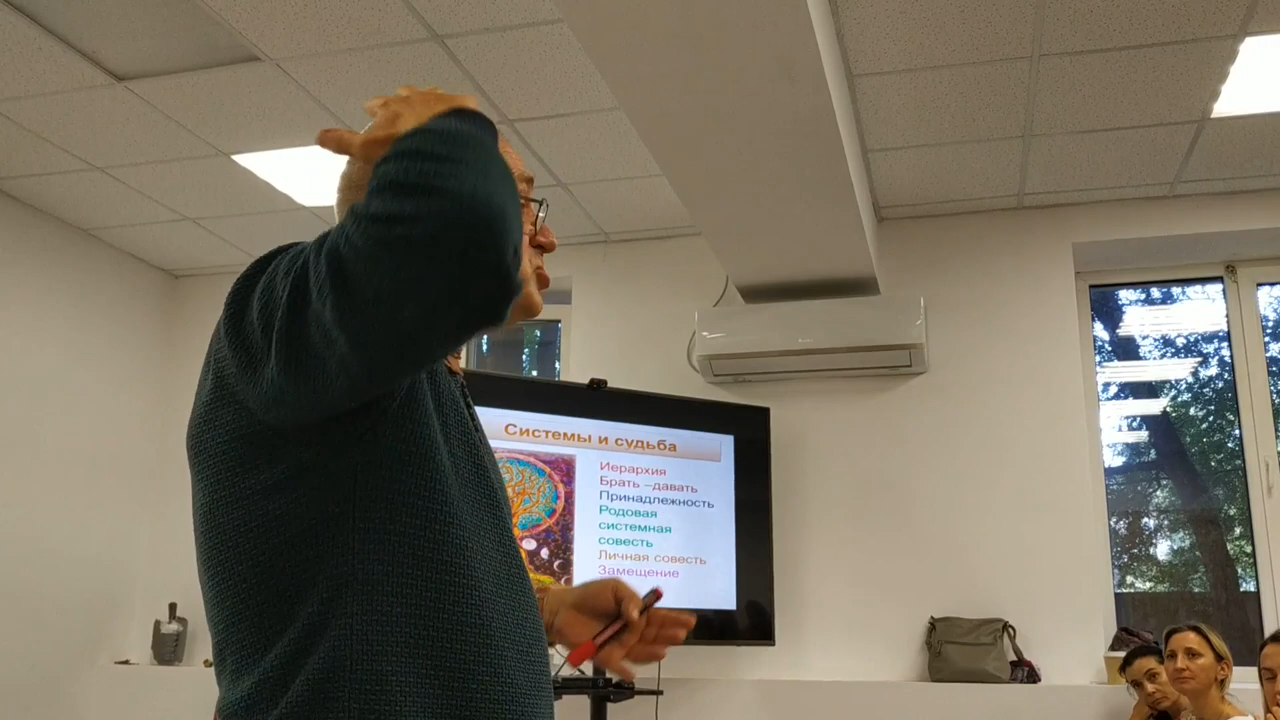 Системы и судьба
Иерархия
Брать –давать
Принадлежность
Родовая
системная
совесть
Личная совесть
Замещение